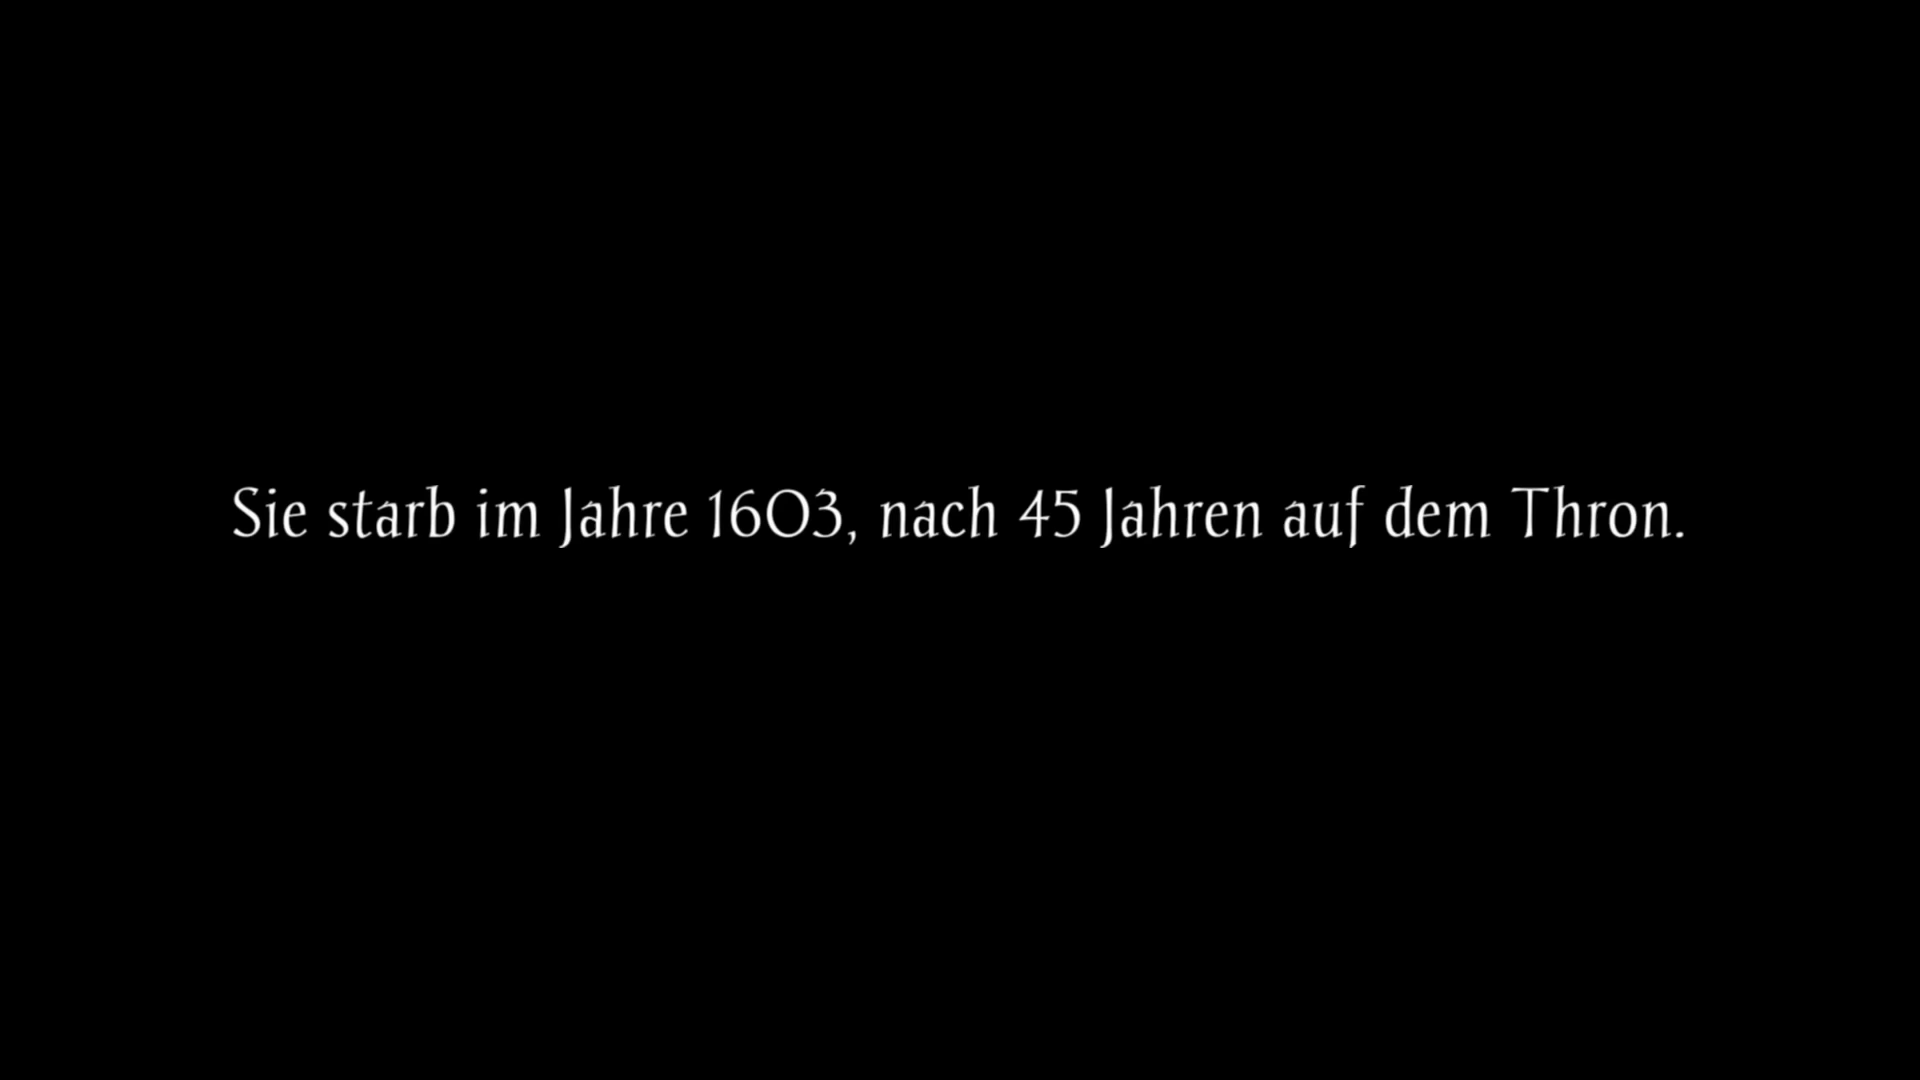 Sie starb im Jahre 1603, nach 45 Jahren auf dem Thron.